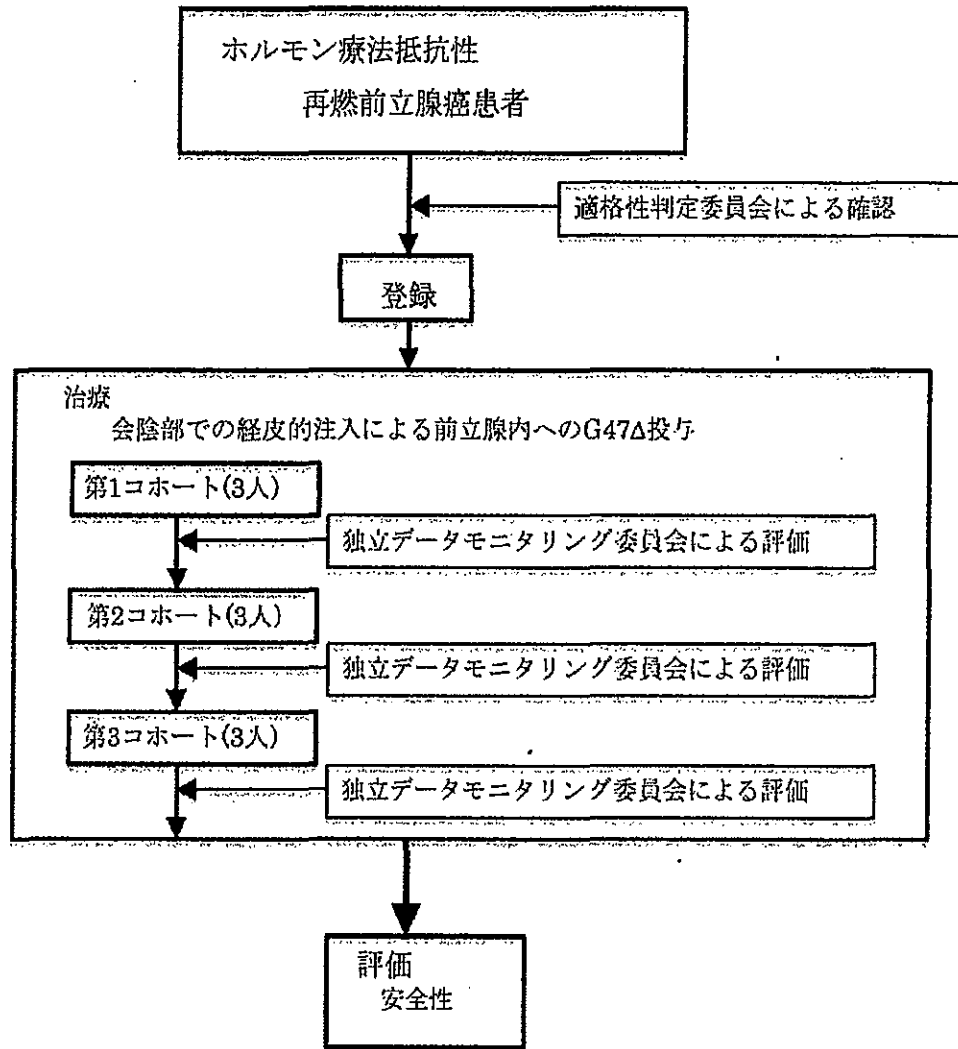 ホルモン療法抵抗性
再燃前立腺癌患者
適格性判定委員会による確認
登録
治療
会陰部での経皮的注入による前立腺内へのG47Δ投与
第1コホート(3人)
独立データモニタリング委員会による評価
第2コホート(3人)
独立データモニタリング委員会による評価
第3コホート(3人)
独立データモニタリング委員会による評価
評価
安全性